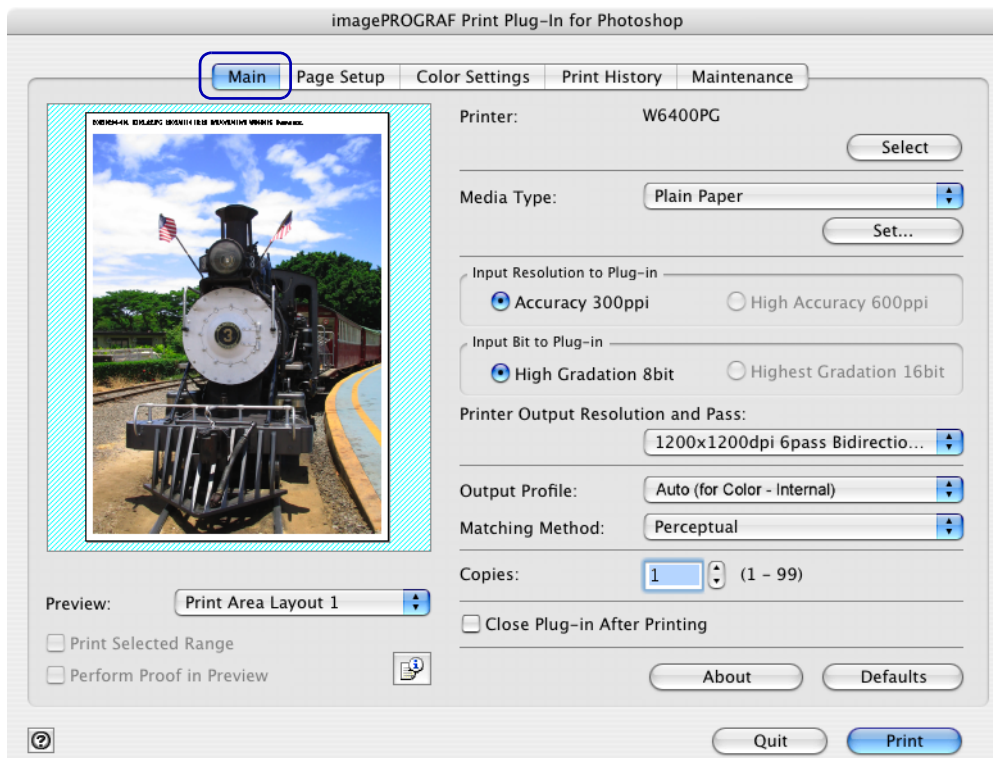 imagePROGRAF Print Plug-In for Photoshop
Main Page Setup Color Settings Print History Maintenance
Printer: W6400PG
Select
Media Type: Plain Paper
Set...
Input Resolution to Plug-in
Accuracy 300ppi High Accuracy 600ppi
Input Bit to Plug-in
High Gradation 8bit Highest Gradation 16bit
Printer Output Resolution and Pass:
1200x1200dpi 6pass Bidirectio...
Output Profile: Auto (for Color - Internal)
Matching Method: Perceptual
Copies: 1 (1 - 99)
Close Plug-in After Printing
About Defaults
3
Preview: Print Area Layout 1
Print Selected Range
Perform Proof in Preview
?
Quit Print